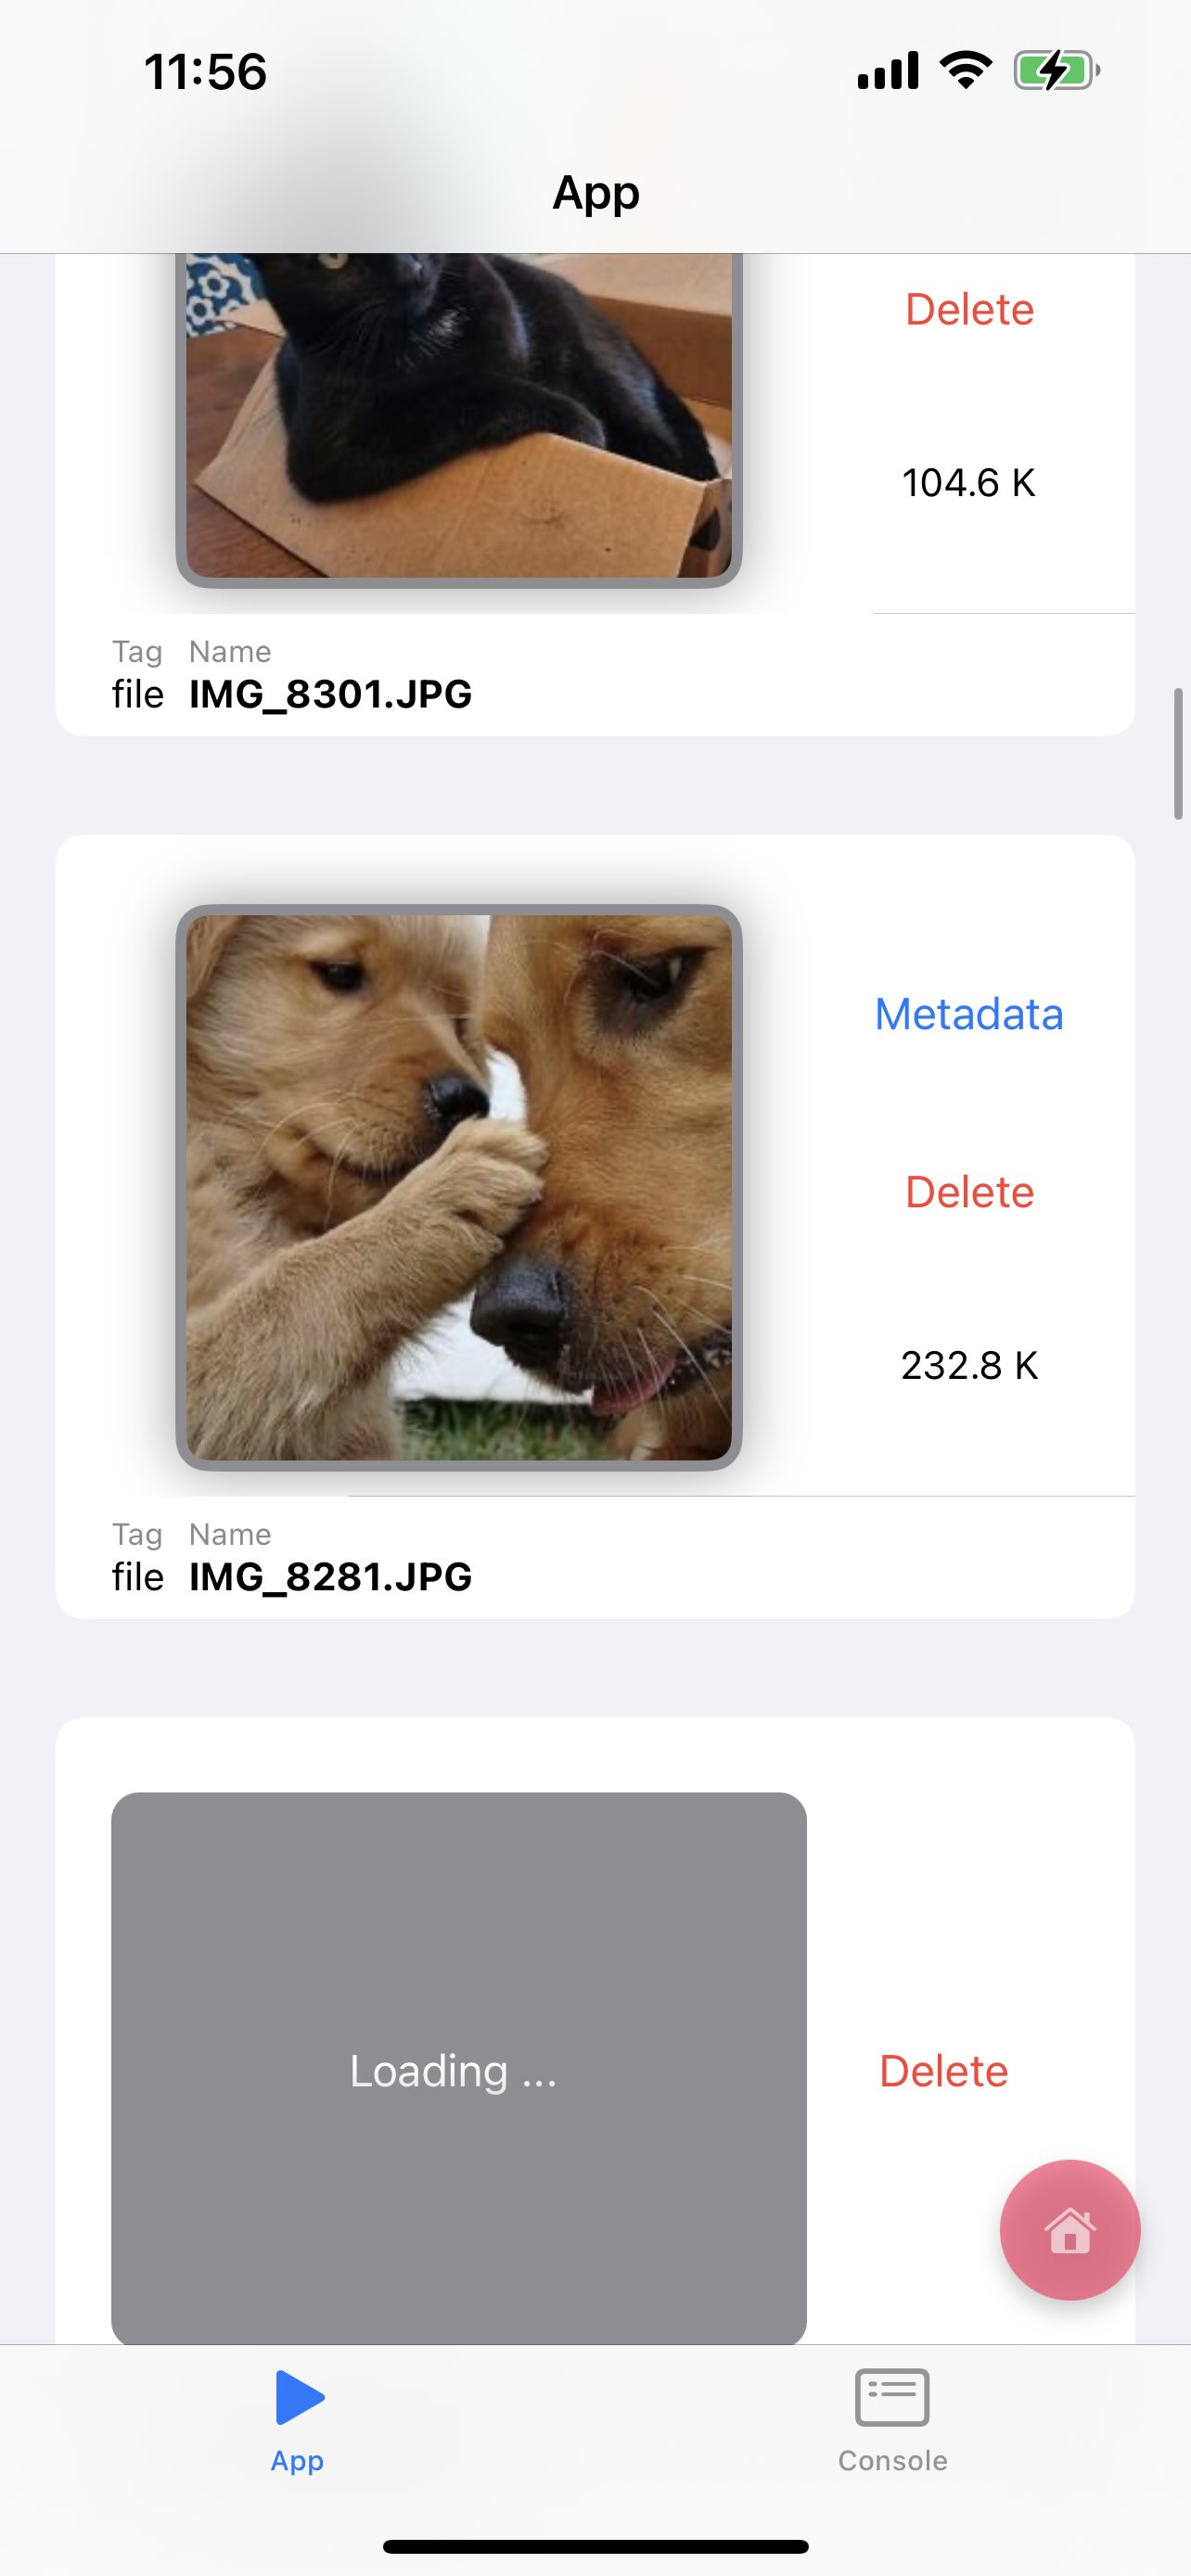 11:56
App
Delete
104.6 K
Tag Name
file IMG_8301.JPG
Metadata
Delete
232.8 K
Tag Name
file IMG_8281.JPG
Loading ...
Delete
App
Console